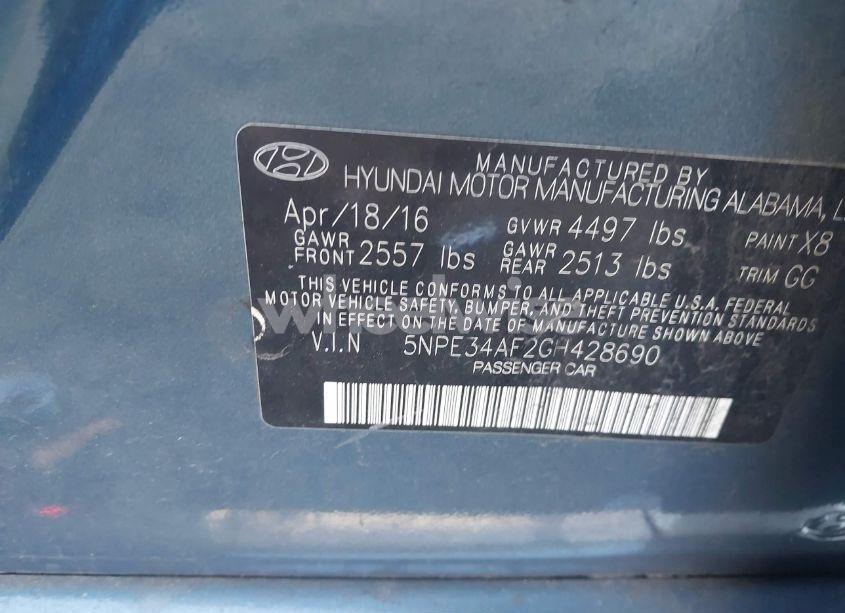 MANUFACTURED BY
HYUNDAI MOTOR MANUFACTURING ALABAMA,
Apr/18/16 GVWR 4497 lbs PAINT X8
GAWR FRONT 2557 lbs GAWR REAR 2513 lbs TRIM GG
THIS VEHICLE CONFORMS TO ALL APPLICABLE U.S.A. FEDERAL
MOTOR VEHICLE SAFETY, BUMPER, AND THEFT PREVENTION STANDARDS
IN EFFECT ON THE DATE OF MANUFACTURE SHOWN ABOVE
V.I.N 5NPE34AF2GH428690
PASSENGER CAR